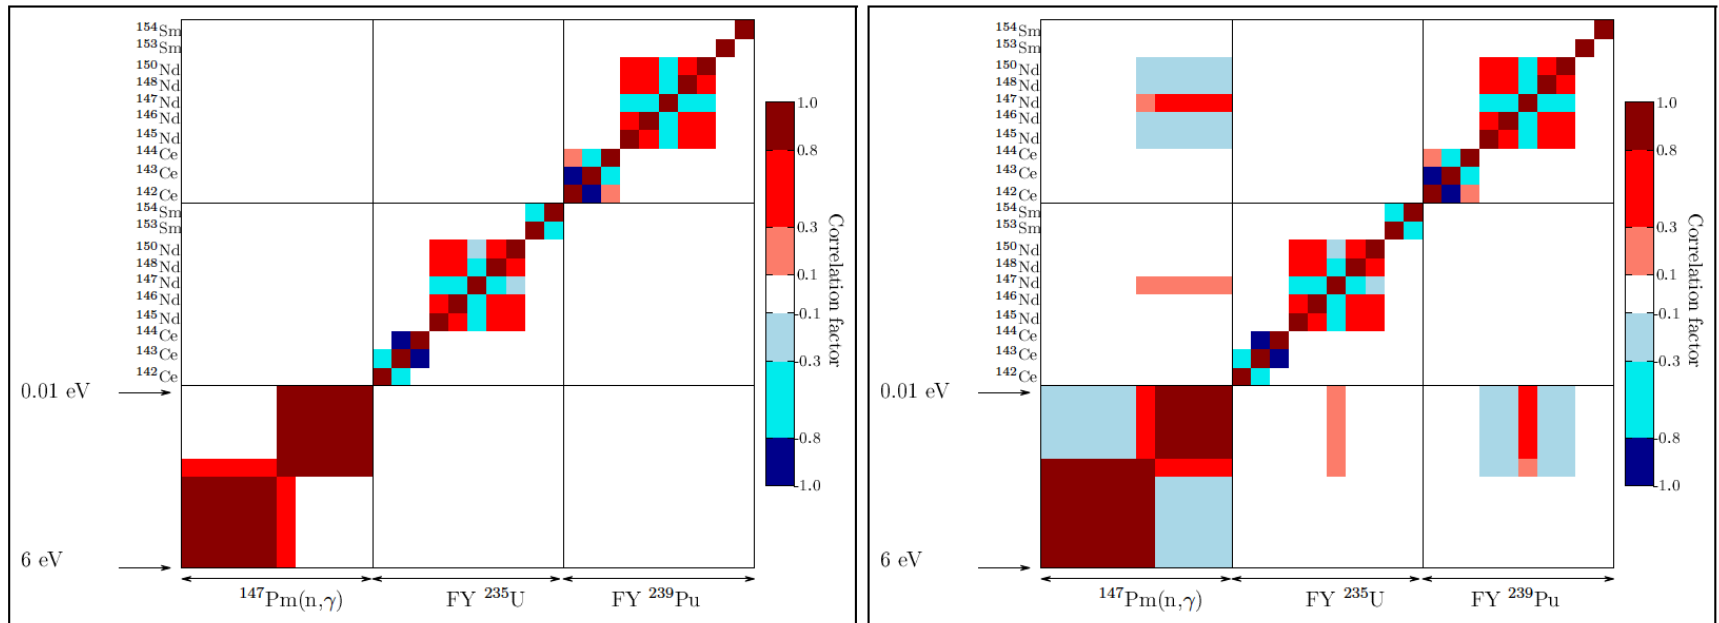 154Sm
153Sm
150Nd
148Nd
147Nd
146Nd
145Nd
144Ce
143Ce
142Ce
154Sm
153Sm
150Nd
148Nd
147Nd
146Nd
145Nd
144Ce
143Ce
142Ce
0.01 eV
6 eV
147Pm(n,γ)
FY 235U
FY 239Pu
1.0
0.8
0.3
0.1
-0.1
-0.3
-0.8
-1.0
Correlation factor
154Sm
153Sm
150Nd
148Nd
147Nd
146Nd
145Nd
144Ce
143Ce
142Ce
154Sm
153Sm
150Nd
148Nd
147Nd
146Nd
145Nd
144Ce
143Ce
142Ce
0.01 eV
6 eV
147Pm(n,γ)
FY 235U
FY 239Pu
1.0
0.8
0.3
0.1
-0.1
-0.3
-0.8
-1.0
Correlation factor